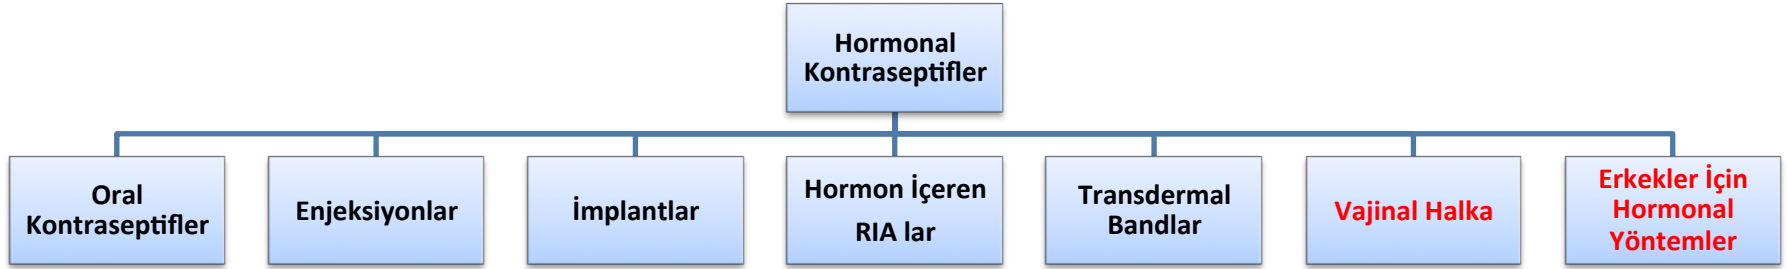 Hormonal
Kontraseptifler
Oral
Kontraseptifler
Enjeksiyonlar
İmplantlar
Hormon İçeren
RIA lar
Transdermal
Bandlar
Vajinal Halka
Erkekler İçin
Hormonal
Yöntemler